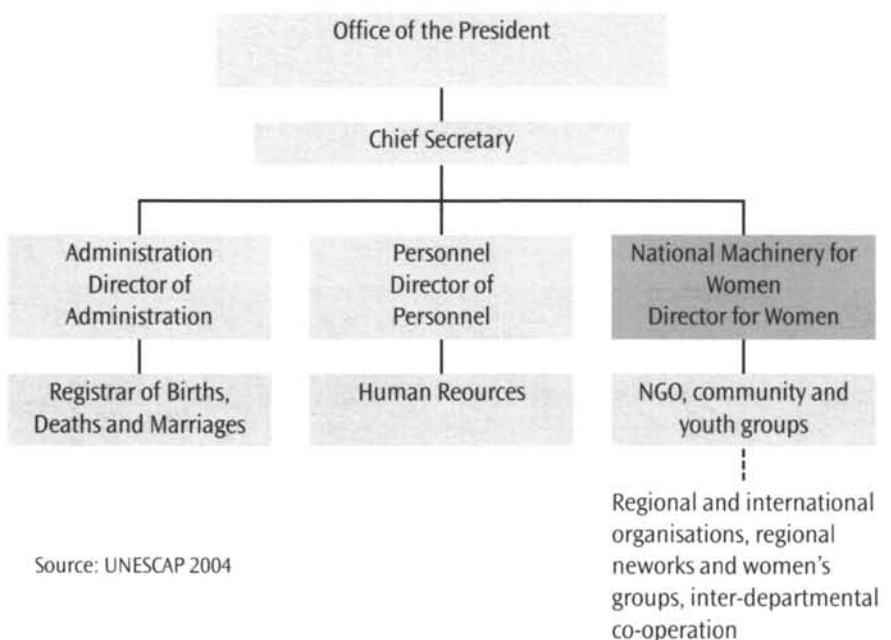 Office of the President
Chief Secretary
Administration
Director of
Administration
Personnel
Director of
Personnel
National Machinery for
Women
Director for Women
Registrar of Births,
Deaths and Marriages
Human Reources
NGO, community and
youth groups
Regional and international
organisations, regional
neworks and women's
groups, inter-departmental
co-operation
Source: UNESCAP 2004